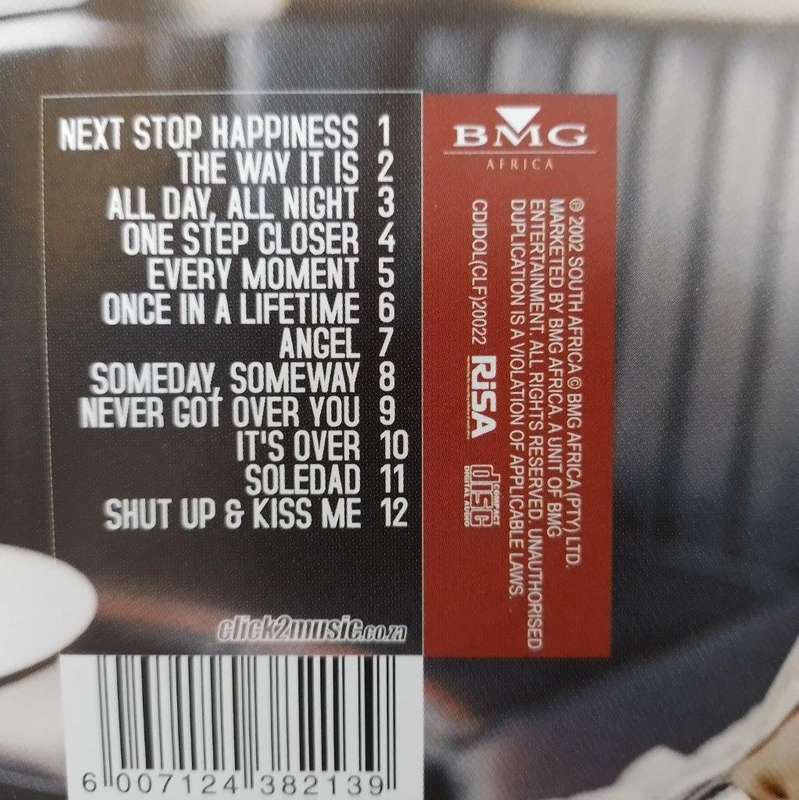 NEXT STOP HAPPINESS 1
THE WAY IT IS 2
ALL DAY, ALL NIGHT 3
ONE STEP CLOSER 4
EVERY MOMENT 5
ONCE IN A LIFETIME 6
ANGEL 7
SOMEDAY, SOMEWAY 8
NEVER GOT OVER YOU 9
IT'S OVER 10
SOLEDAD 11
SHUT UP & KISS ME 12
click2music.co.za
6 007124 382139
BMG
AFRICA
℗ 2002 SOUTH AFRICA © BMG AFRICA (PTY) LTD.
MARKETED BY BMG AFRICA. A UNIT OF BMG
ENTERTAINMENT. ALL RIGHTS RESERVED. UNAUTHORISED
DUPLICATION IS A VIOLATION OF APPLICABLE LAWS.
CDIDOL(CLF)20022
RiSA
COMPACT
disc
DIGITAL AUDIO